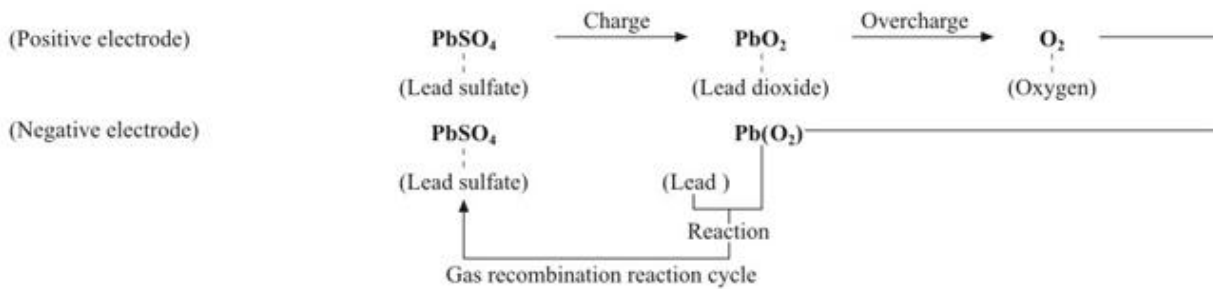 Charge Overcharge
(Positive electrode) PbSO₄ PbO₂ O₂
(Lead sulfate) (Lead dioxide) (Oxygen)
(Negative electrode) PbSO₄ Pb(O₂)
(Lead sulfate) (Lead )
Reaction
Gas recombination reaction cycle